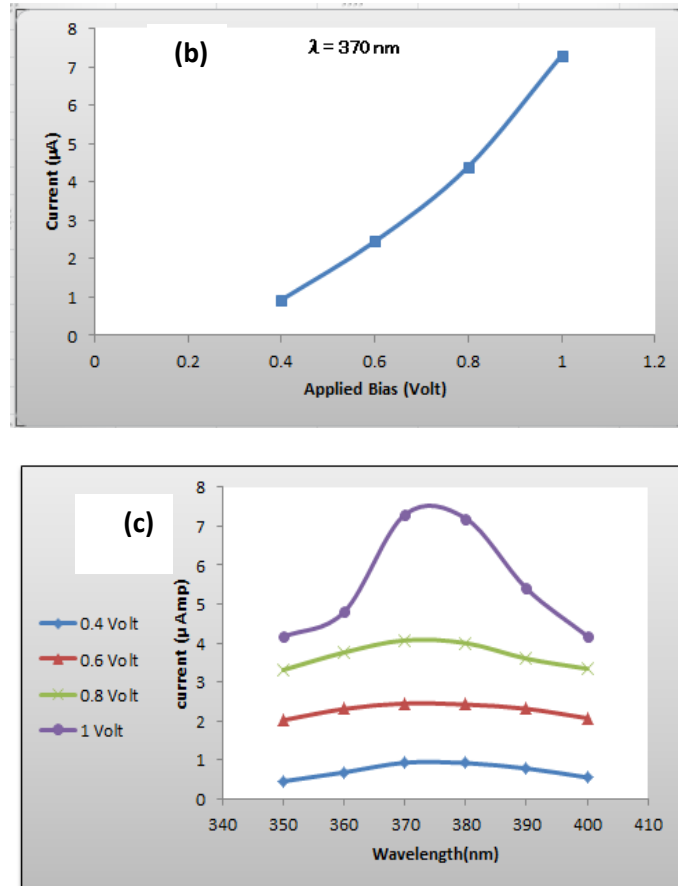 (b)
λ = 370 nm
8
7
6
5
4
3
2
1
0
Current (µA)
0 0.2 0.4 0.6 0.8 1 1.2
Applied Bias (Volt)
(c)
8
7
6
5
4
3
2
1
0
current (µ Amp)
0.4 Volt
0.6 Volt
0.8 Volt
1 Volt
340 350 360 370 380 390 400 410
Wavelength(nm)